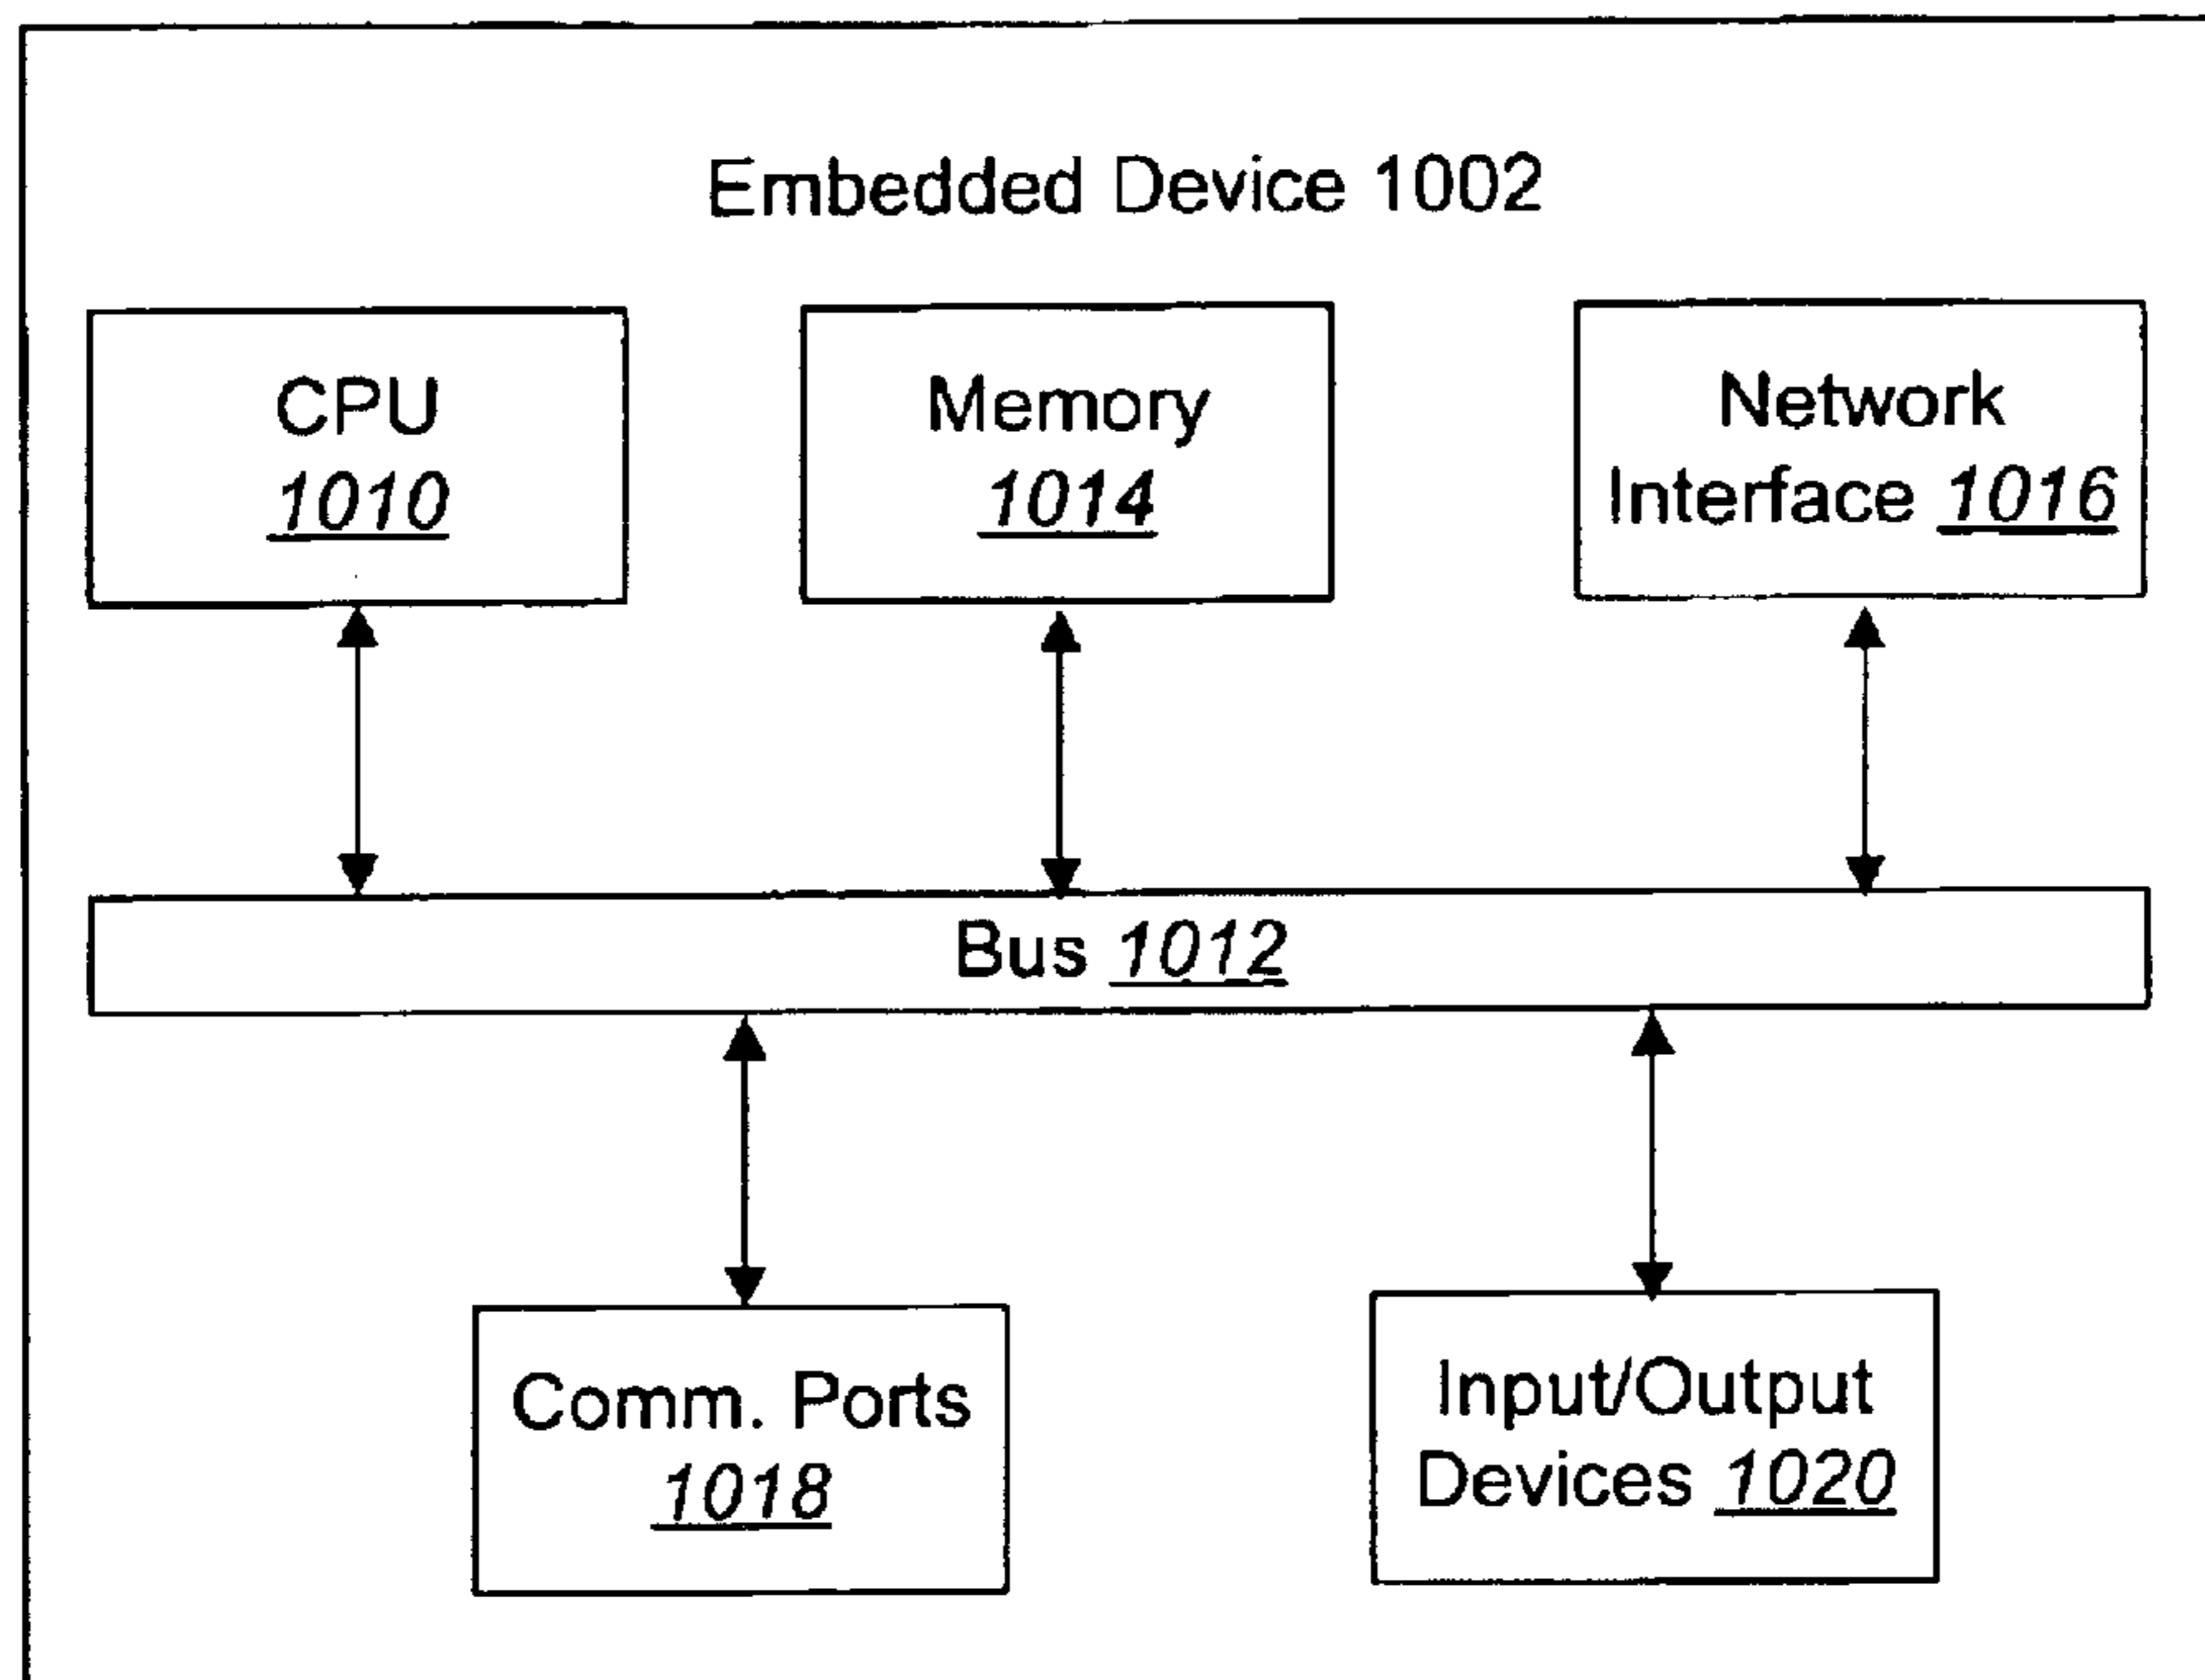 Embedded Device 1002
CPU
1010
Memory
1014
Network
Interface 1016
Bus 1012
Comm. Ports
1018
Input/Output
Devices 1020